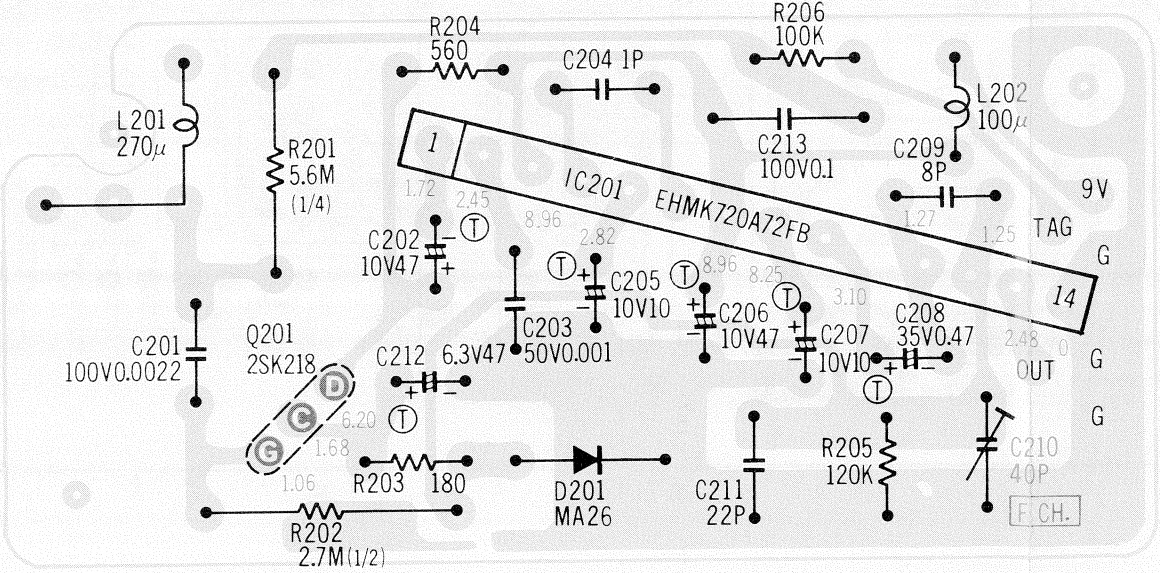 R204
560
R206
100K
C204 1P
L201
270μ
L202
100μ
C213
100V0.1
C209
8P
R201
5.6M
(1/4)
1
IC201 EHMK720A72FB
14
9V
TAG
G
1.72
2.45
8.96
2.82
8.96
8.25
3.10
1.27
1.25
2.48
0
C202
10V47
- T
+
T +
-
T
+
-
T
+
-
C205
10V10
C203
50V0.001
C206
10V47
C207
10V10
C208
35V0.47
+ -
T
OUT
G
G
C201
100V0.0022
Q201
2SK218
D
C
G
6.20
1.68
1.06
C212
6.3V47
+ -
T
R203 180
R202
2.7M(1/2)
D201
MA26
C211
22P
R205
120K
C210
40P
F CH.